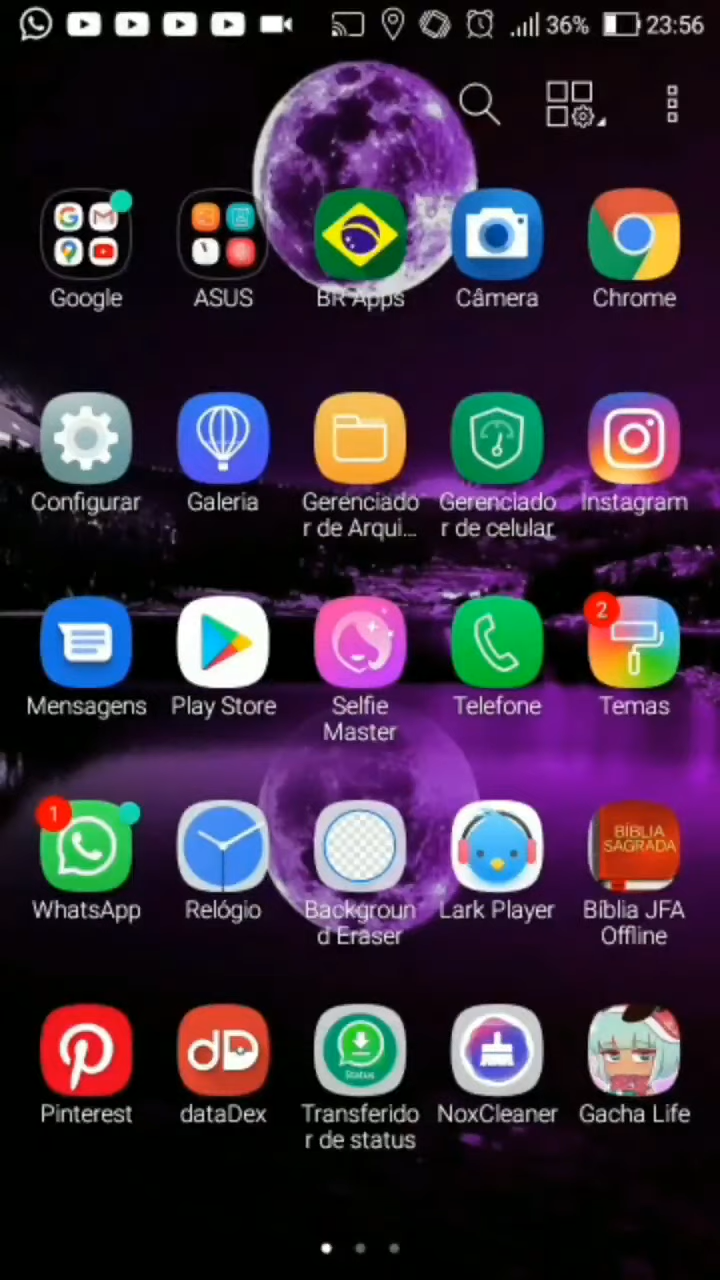 36% 23:56
Google ASUS BR Apps Câmera Chrome
Configurar Galeria Gerenciado Gerenciado Instagram
r de Arqui... r de celular
2
Mensagens Play Store Selfie Telefone Temas
Master
1
BÍBLIA
SAGRADA
WhatsApp Relógio Backgroun Lark Player Bíblia JFA
d Eraser Offline
dD
Status
Pinterest dataDex Transferido NoxCleaner Gacha Life
r de status